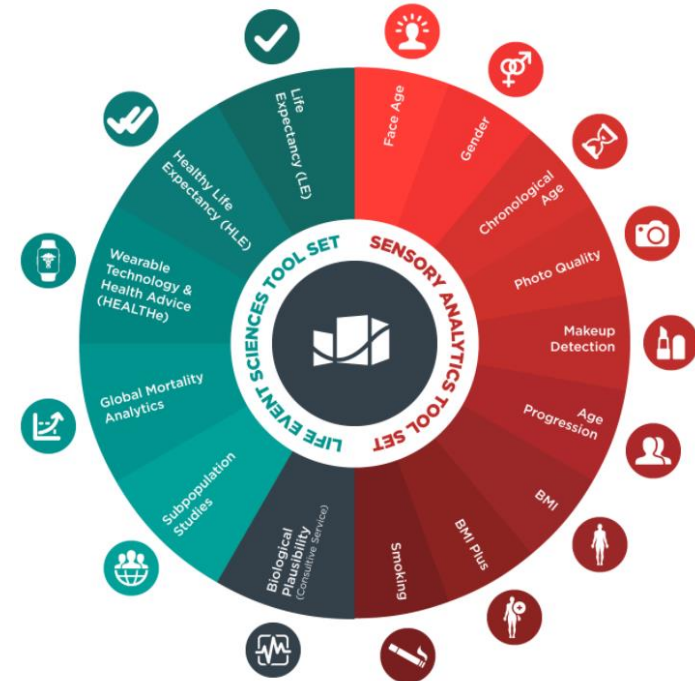 Life
Expectancy (LE)
Healthy Life
Expectancy (HLE)
Wearable
Technology &
Health Advice
(HEALTHe)
Global Mortality
Analytics
Subpopulation
Studies
Biological
Plausibility
(Consultive Service)
Face Age
Gender
Chronological
Age
Photo Quality
Makeup
Detection
Age
Progression
BMI
BMI Plus
Smoking
LIFE EVENT SCIENCES TOOL SET
SENSORY ANALYTICS TOOL SET